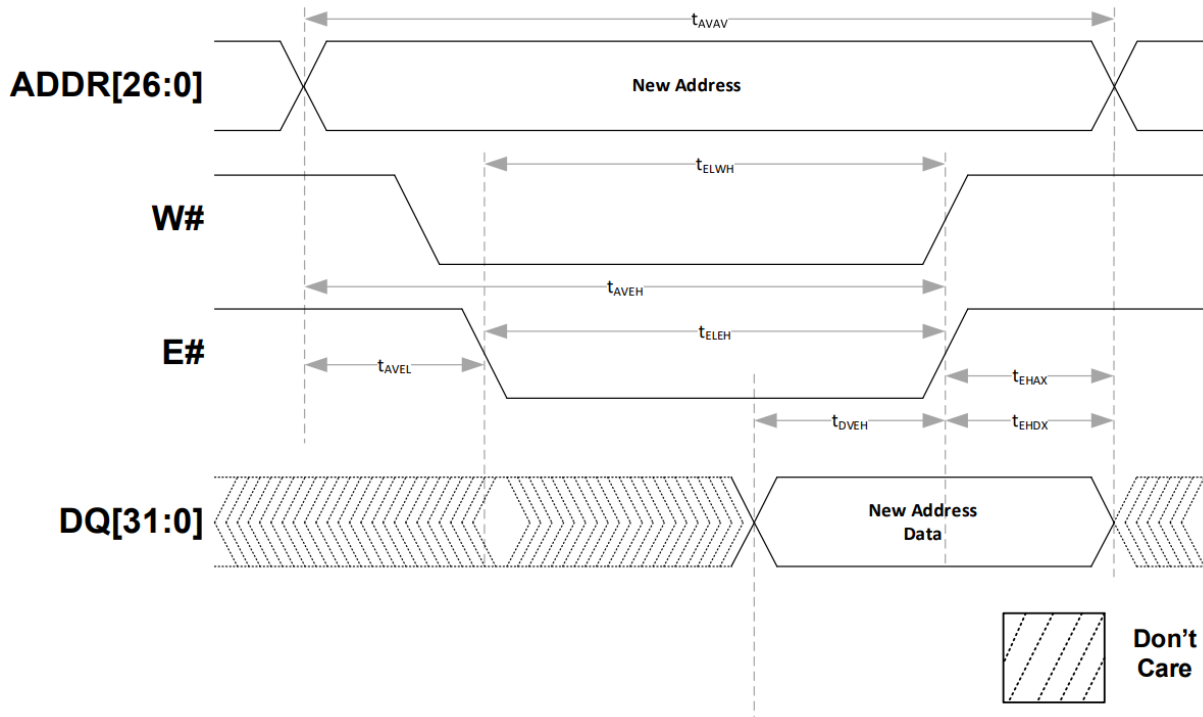 tAVAV
ADDR[26:0]
New Address
tELWH
W#
tAVEH
tELEH
E#
tAVEL
tEHAX
tDVEH
tEHDX
DQ[31:0]
New Address
Data
Don't
Care